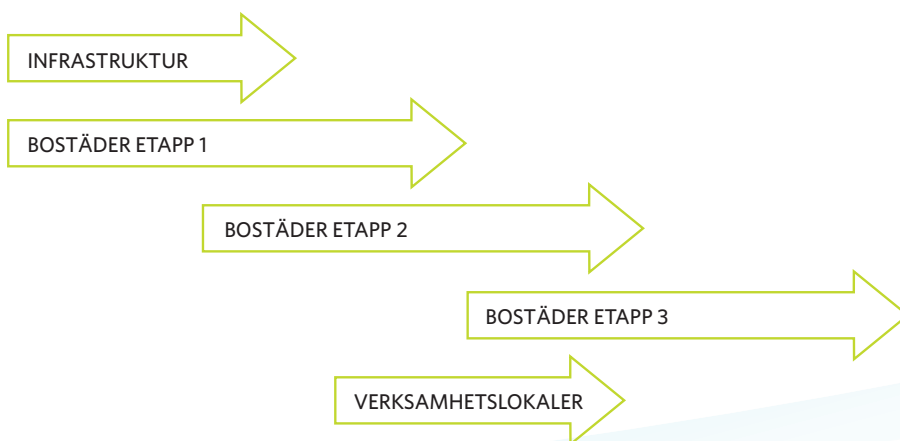 INFRASTRUKTUR
BOSTÄDER ETAPP 1
BOSTÄDER ETAPP 2
BOSTÄDER ETAPP 3
VERKSAMHETSLOKALER